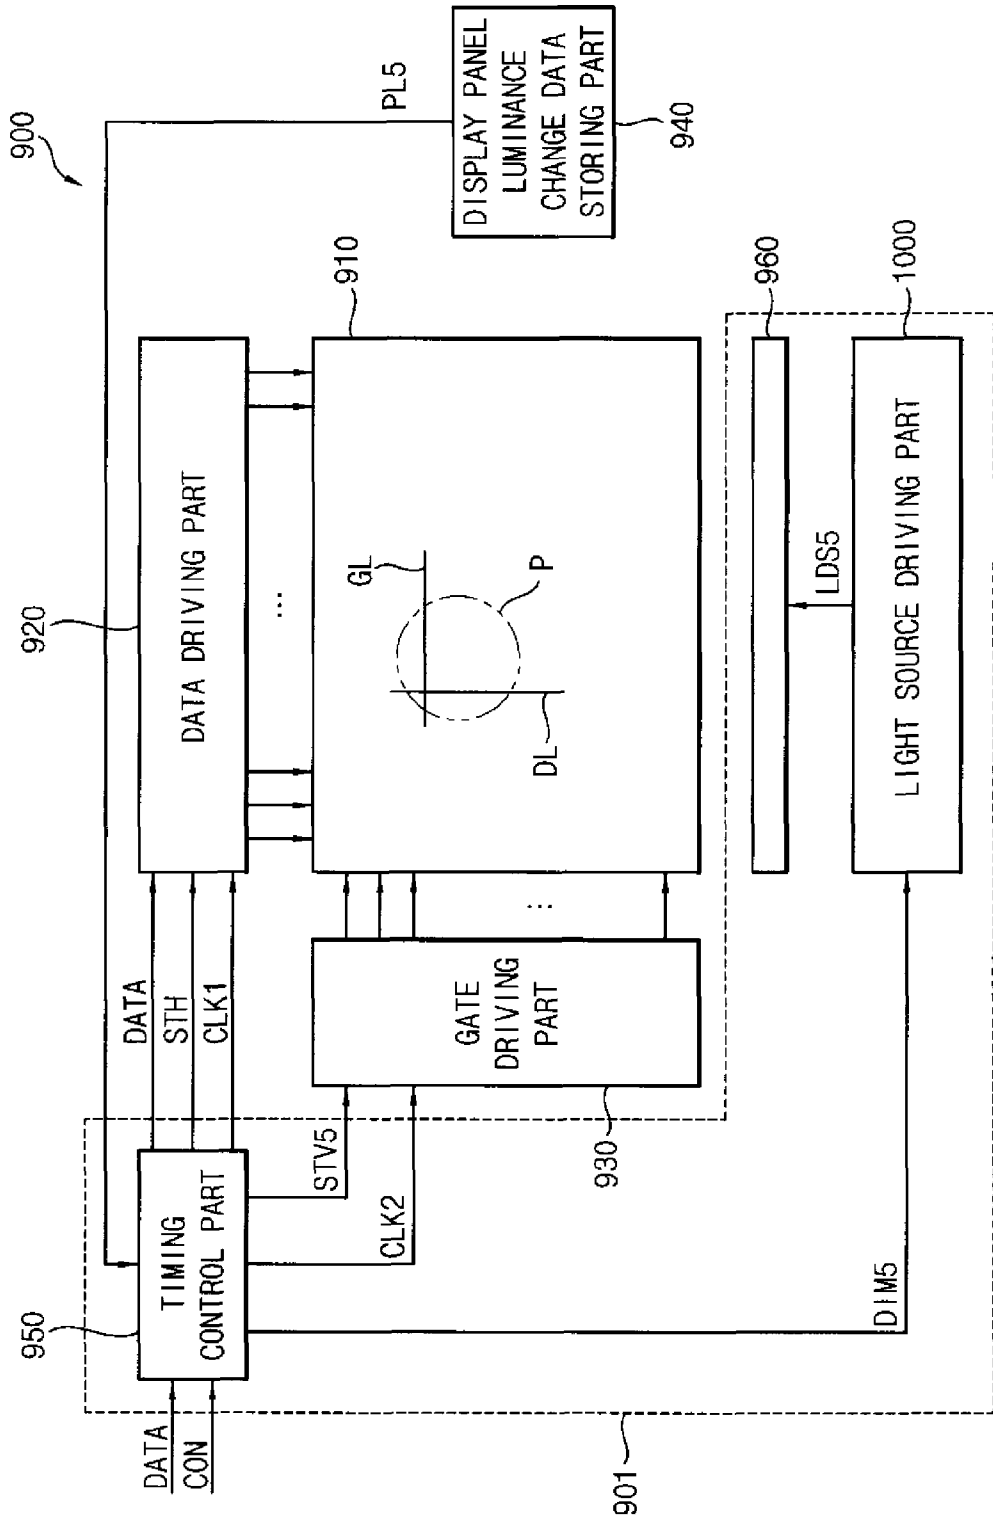 900
PL5
DISPLAY PANEL
LUMINANCE
CHANGE DATA
STORING PART
940
920
DATA DRIVING PART
...
910
GL
P
DL
950
TIMING
CONTROL PART
DATA
CON
DATA
STH
CLK1
STV5
CLK2
GATE
DRIVING
PART
930
...
960
LDS5
1000
LIGHT SOURCE DRIVING PART
DIM5
901